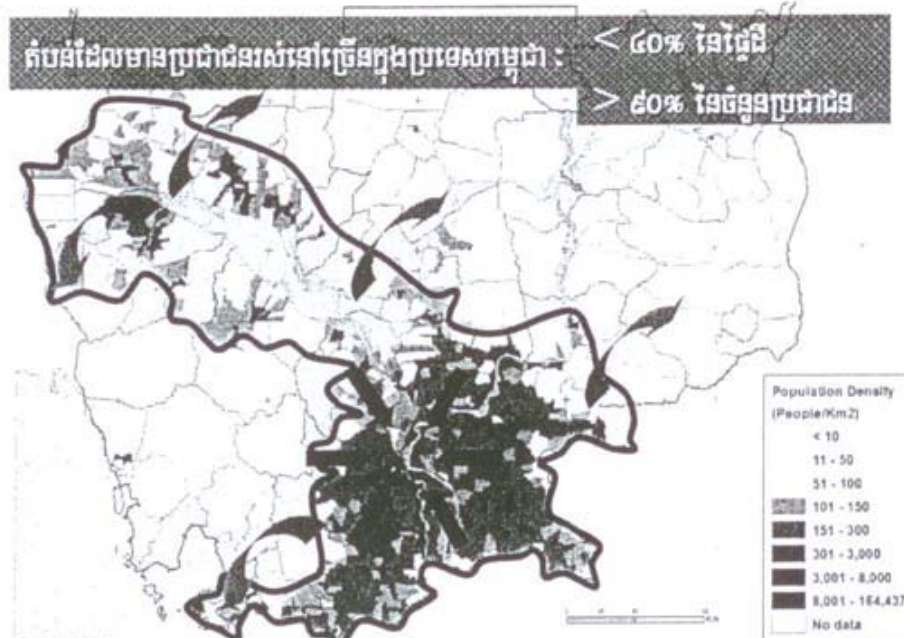 តំបន់ដែលមានប្រជាជនរស់នៅច្រើនក្នុងប្រទេសកម្ពុជា :
< ៤០% នៃផ្ទៃដី
> ៩០% នៃចំនួនប្រជាជន
Population Density
(People/Km2)
< 10
11 - 50
51 - 100
101 - 150
151 - 300
301 - 3,000
3,001 - 8,000
8,001 - 164,437
No data